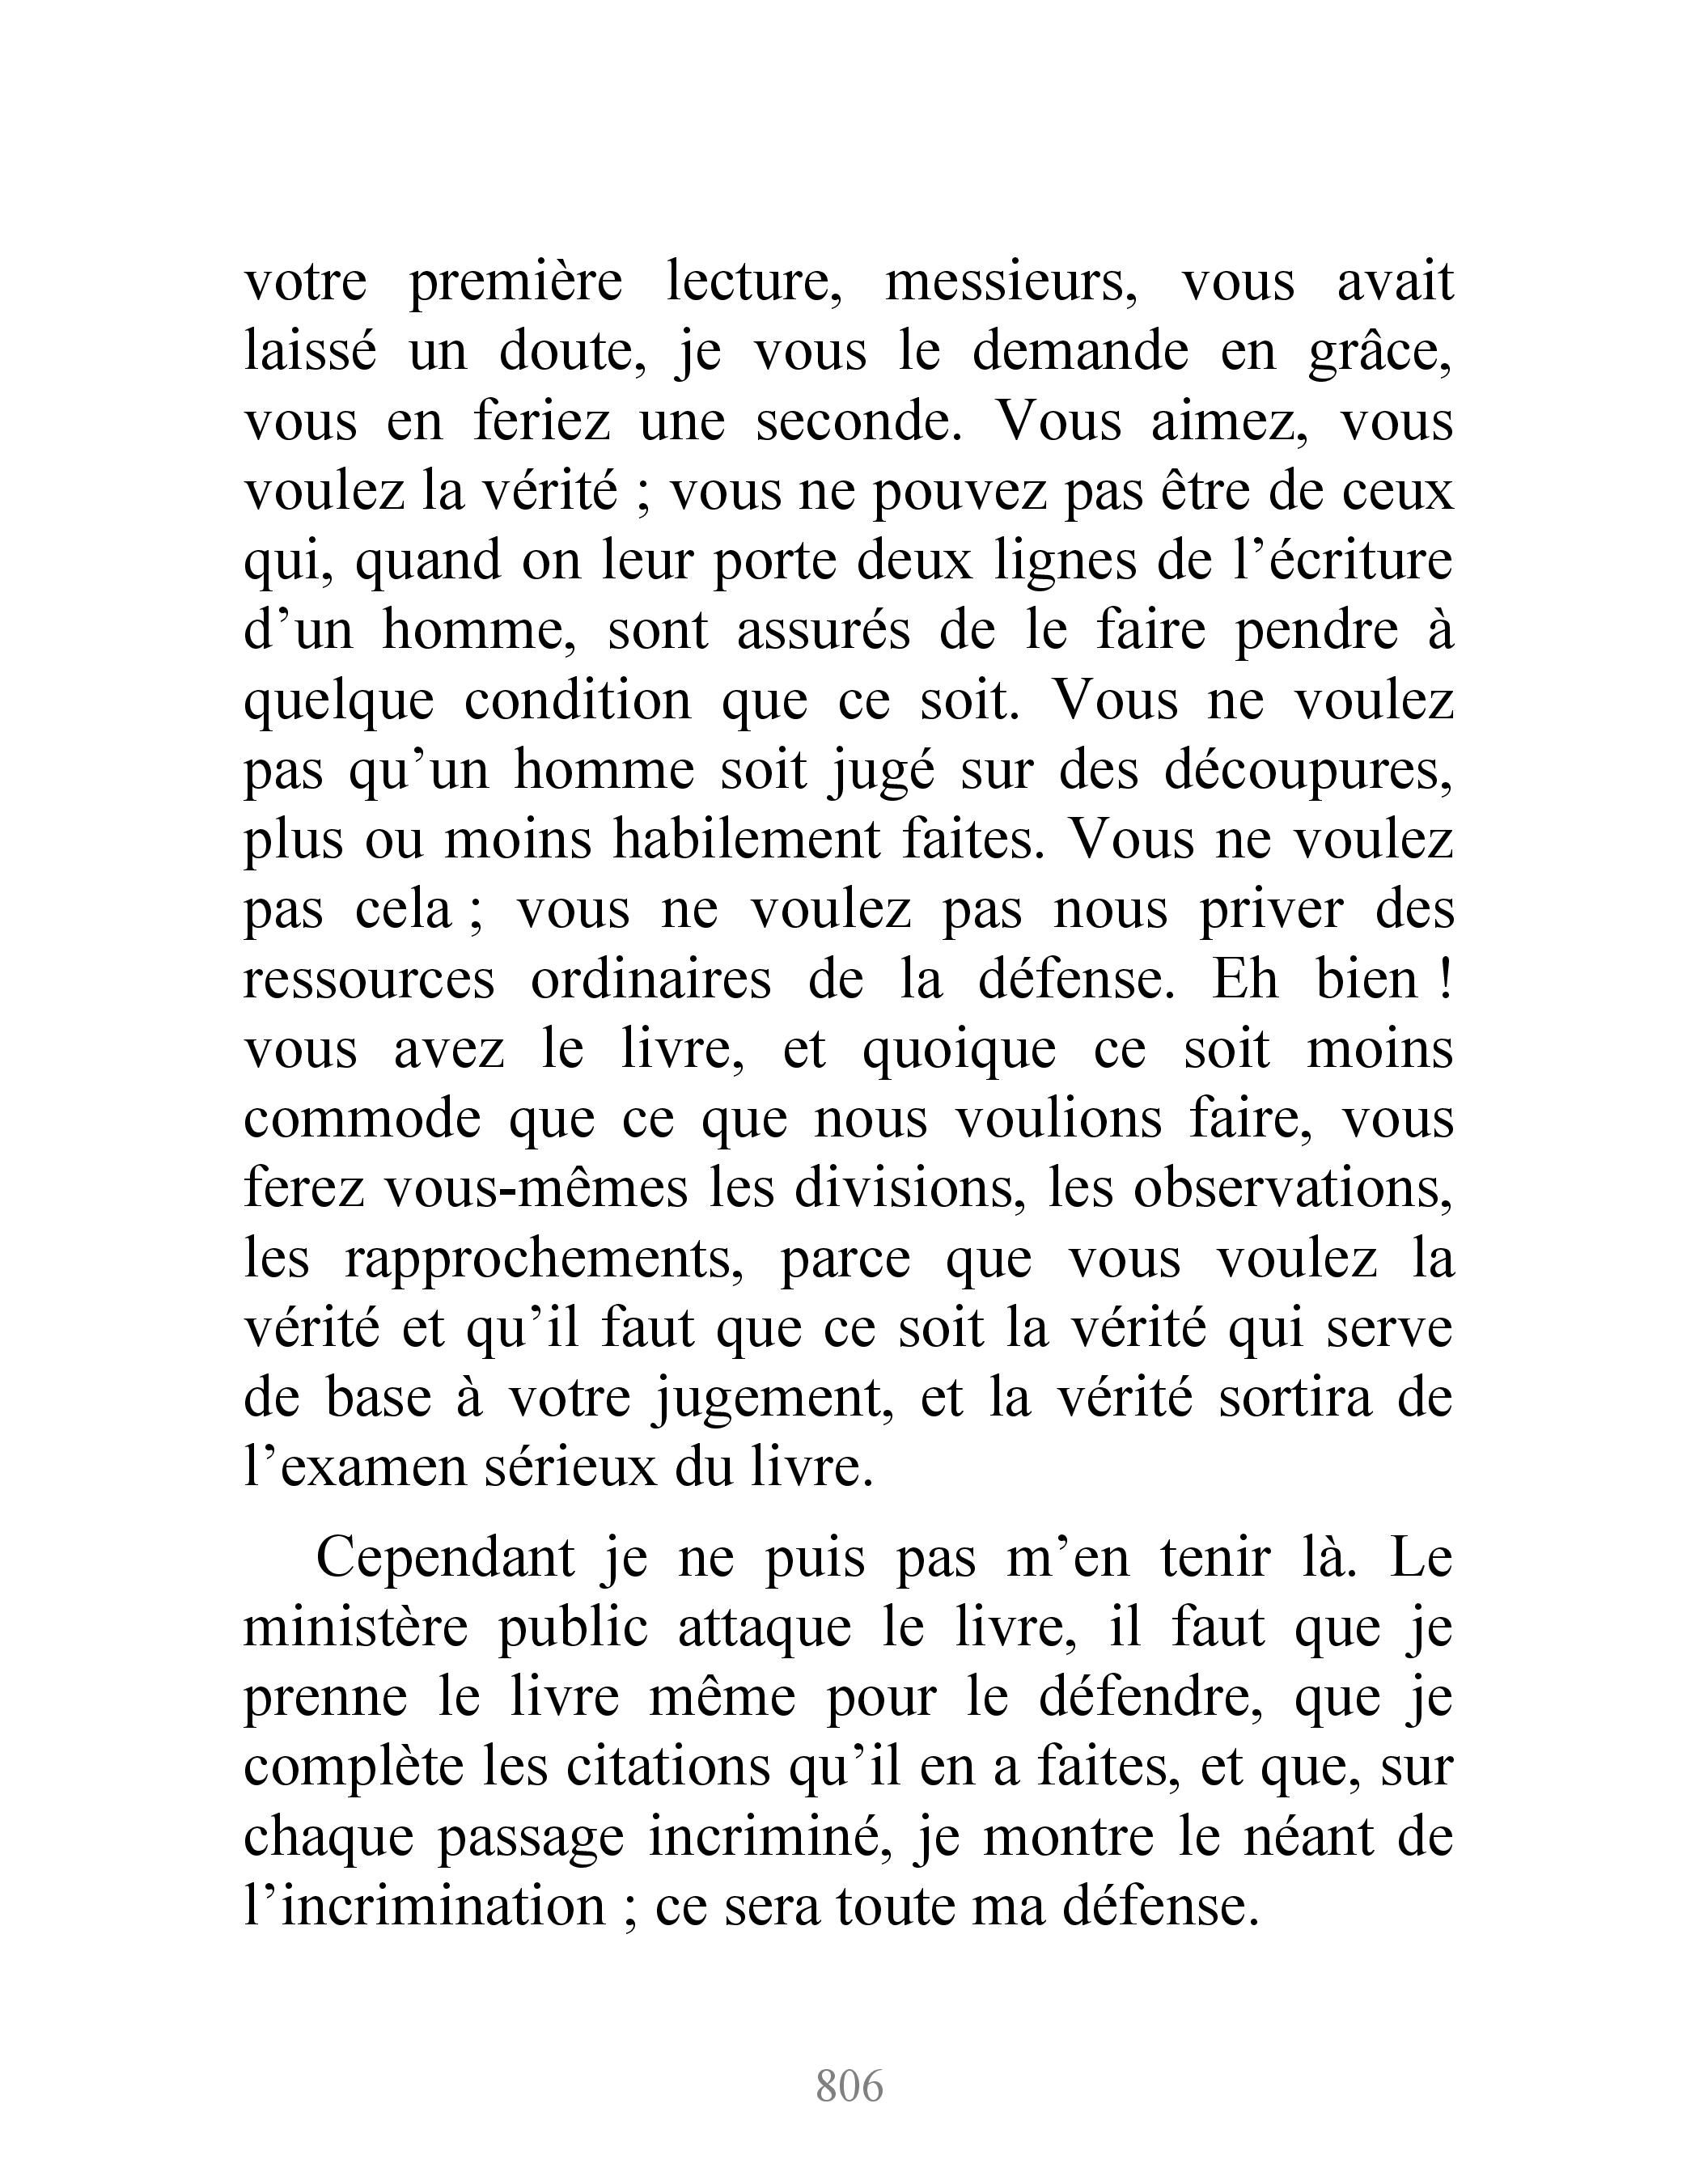 votre première lecture, messieurs, vous avait
laissé un doute, je vous le demande en grâce,
vous en feriez une seconde. Vous aimez, vous
voulez la vérité ; vous ne pouvez pas être de ceux
qui, quand on leur porte deux lignes de l’écriture
d’un homme, sont assurés de le faire pendre à
quelque condition que ce soit. Vous ne voulez
pas qu’un homme soit jugé sur des découpures,
plus ou moins habilement faites. Vous ne voulez
pas cela ; vous ne voulez pas nous priver des
ressources ordinaires de la défense. Eh bien !
vous avez le livre, et quoique ce soit moins
commode que ce que nous voulions faire, vous
ferez vous-mêmes les divisions, les observations,
les rapprochements, parce que vous voulez la
vérité et qu’il faut que ce soit la vérité qui serve
de base à votre jugement, et la vérité sortira de
l’examen sérieux du livre.
Cependant je ne puis pas m’en tenir là. Le
ministère public attaque le livre, il faut que je
prenne le livre même pour le défendre, que je
complète les citations qu’il en a faites, et que, sur
chaque passage incriminé, je montre le néant de
l’incrimination ; ce sera toute ma défense.
806